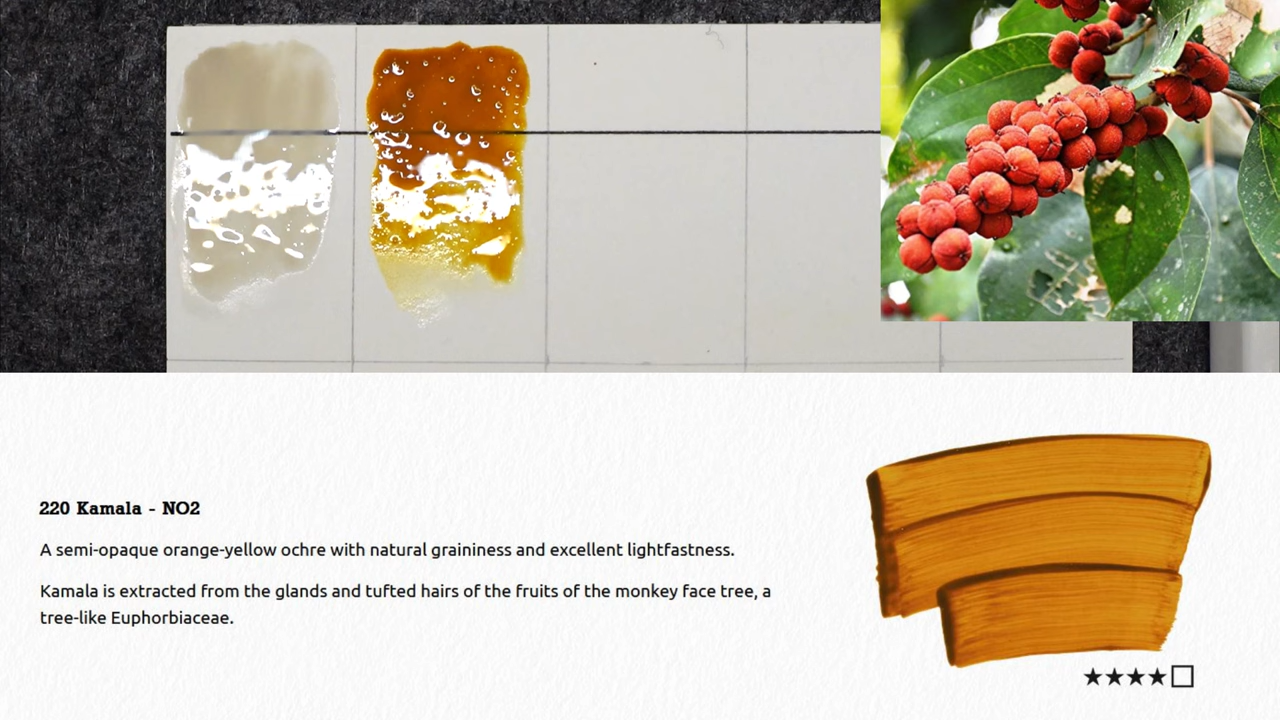 220 Kamala - NO2
A semi-opaque orange-yellow ochre with natural graininess and excellent lightfastness.
Kamala is extracted from the glands and tufted hairs of the fruits of the monkey face tree, a
tree-like Euphorbiaceae.
★★★★□